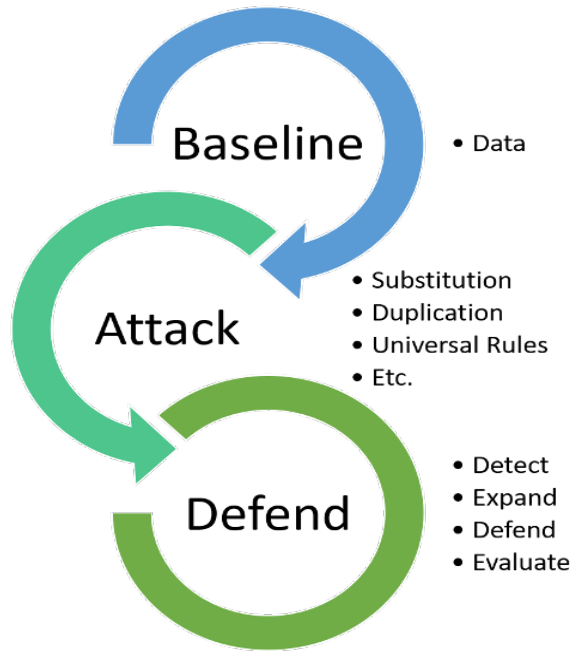 Baseline
• Data
Attack
• Substitution
• Duplication
• Universal Rules
• Etc.
Defend
• Detect
• Expand
• Defend
• Evaluate